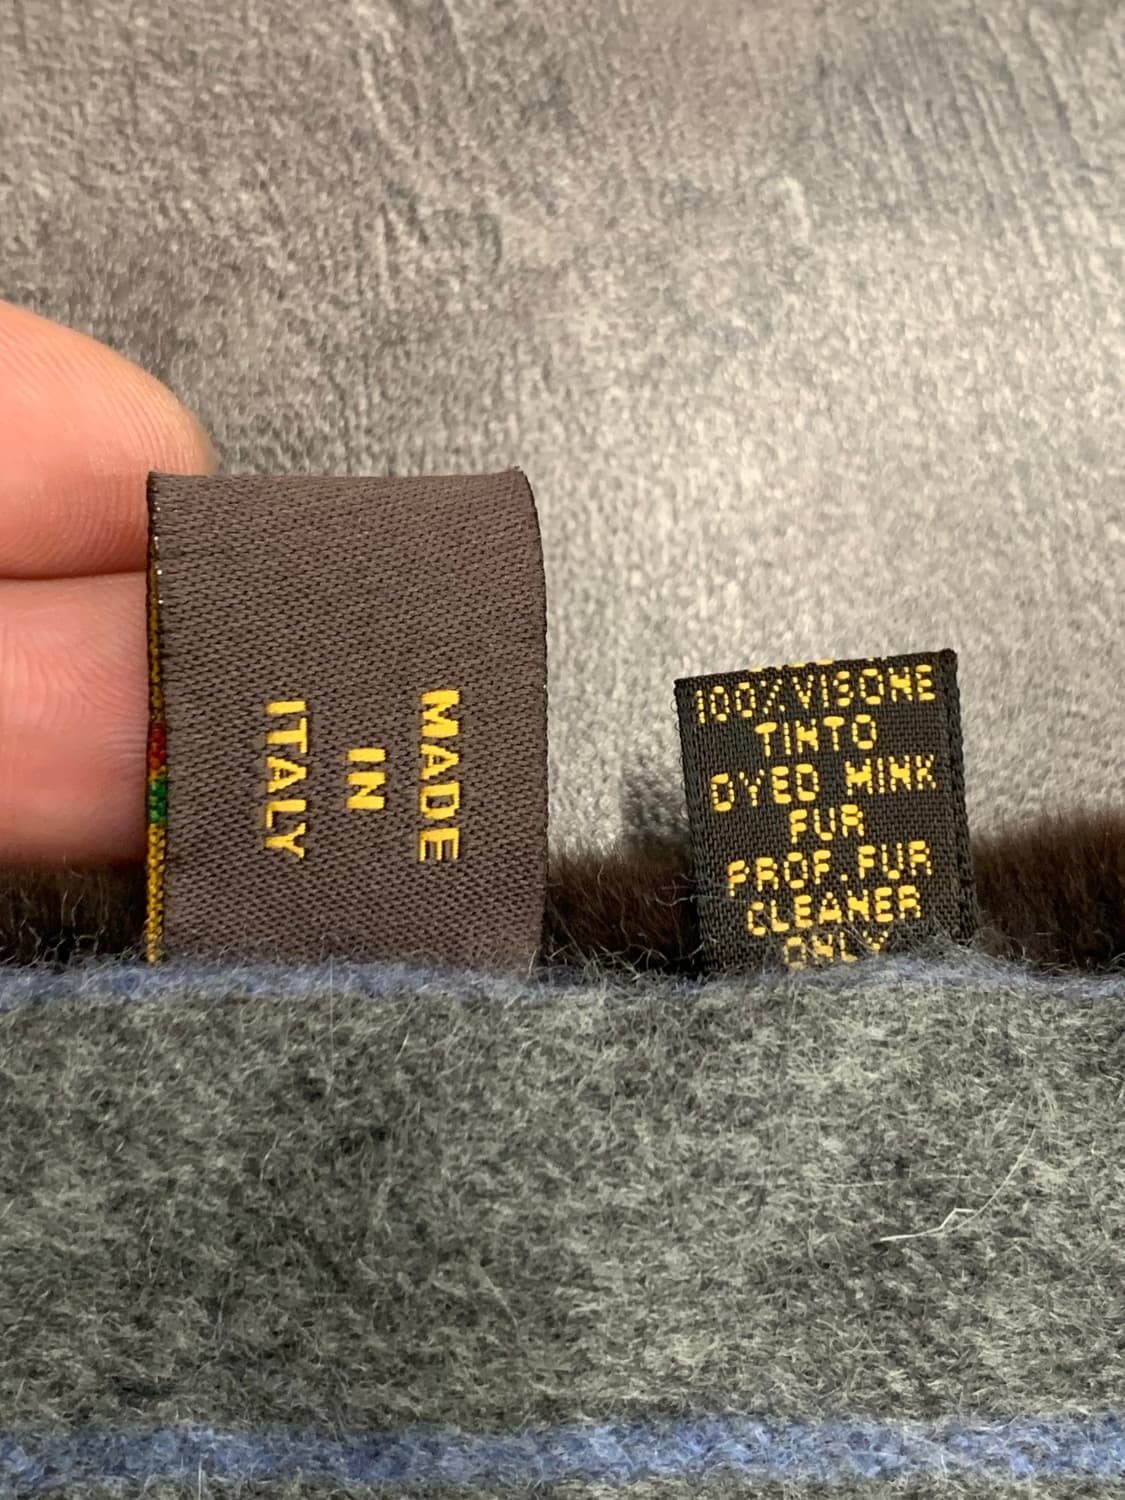 MADE
IN
ITALY
100% VISONE
TINTO
DYED MINK
FUR
PROF.FUR
CLEANER
ONLY